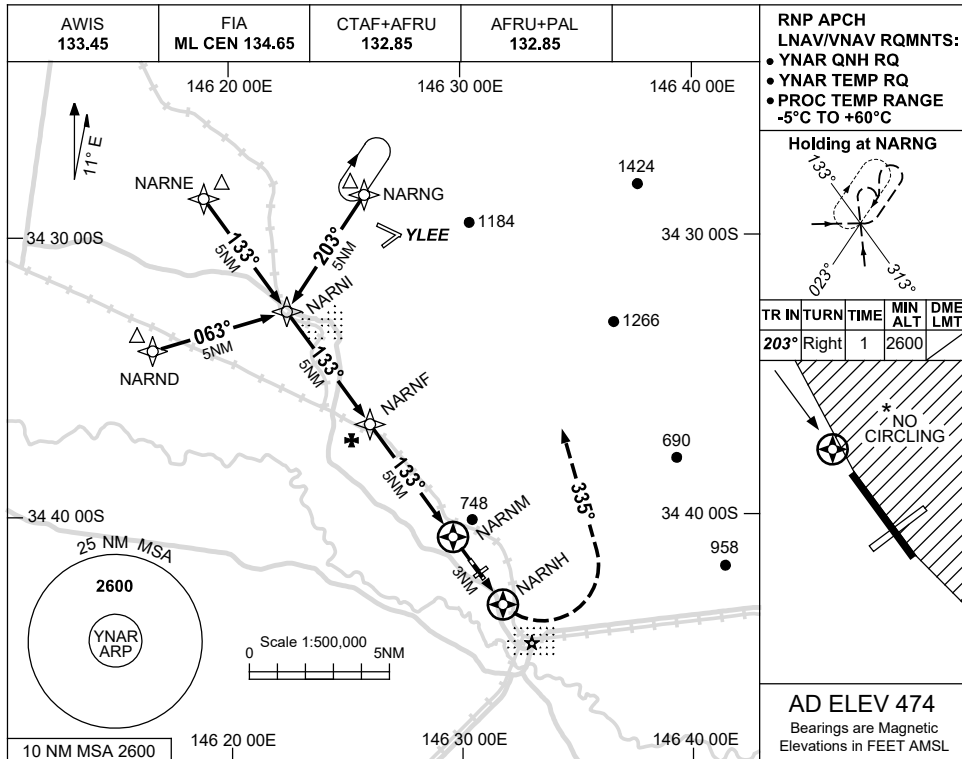 AWIS
133.45
FIA
ML CEN 134.65
CTAF+AFRU
132.85
AFRU+PAL
132.85
RNP APCH
LNAV/VNAV RQMNTS:
• YNAR QNH RQ
• YNAR TEMP RQ
• PROC TEMP RANGE
-5°C TO +60°C
146 20 00E
146 30 00E
146 40 00E
11° E
NARNE
NARNG
1424
1184
YLEE
34 30 00S
34 30 00S
133°
5NM
203°
5NM
NARNI
063°
5NM
NARND
1266
133°
5NM
NARNF
133°
5NM
690
335°
748
NARNM
34 40 00S
34 40 00S
958
3NM
NARNH
25 NM MSA
2600
YNAR
ARP
Scale 1:500,000
0
5NM
10 NM MSA 2600
146 20 00E
146 30 00E
146 40 00E
Holding at NARNG
133°
023°
313°
TR IN
TURN
TIME
MIN
ALT
DME
LMT
203°
Right
1
2600
*NO
CIRCLING
AD ELEV 474
Bearings are Magnetic
Elevations in FEET AMSL